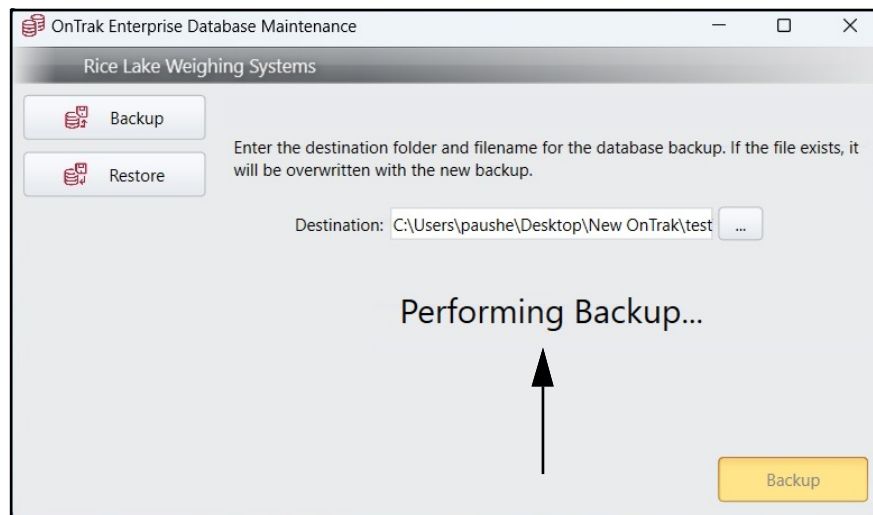 OnTrak Enterprise Database Maintenance
Rice Lake Weighing Systems
Backup
Restore
Enter the destination folder and filename for the database backup. If the file exists, it
will be overwritten with the new backup.
Destination: C:\Users\paushe\Desktop\New OnTrak\test ...
Performing Backup...
Backup